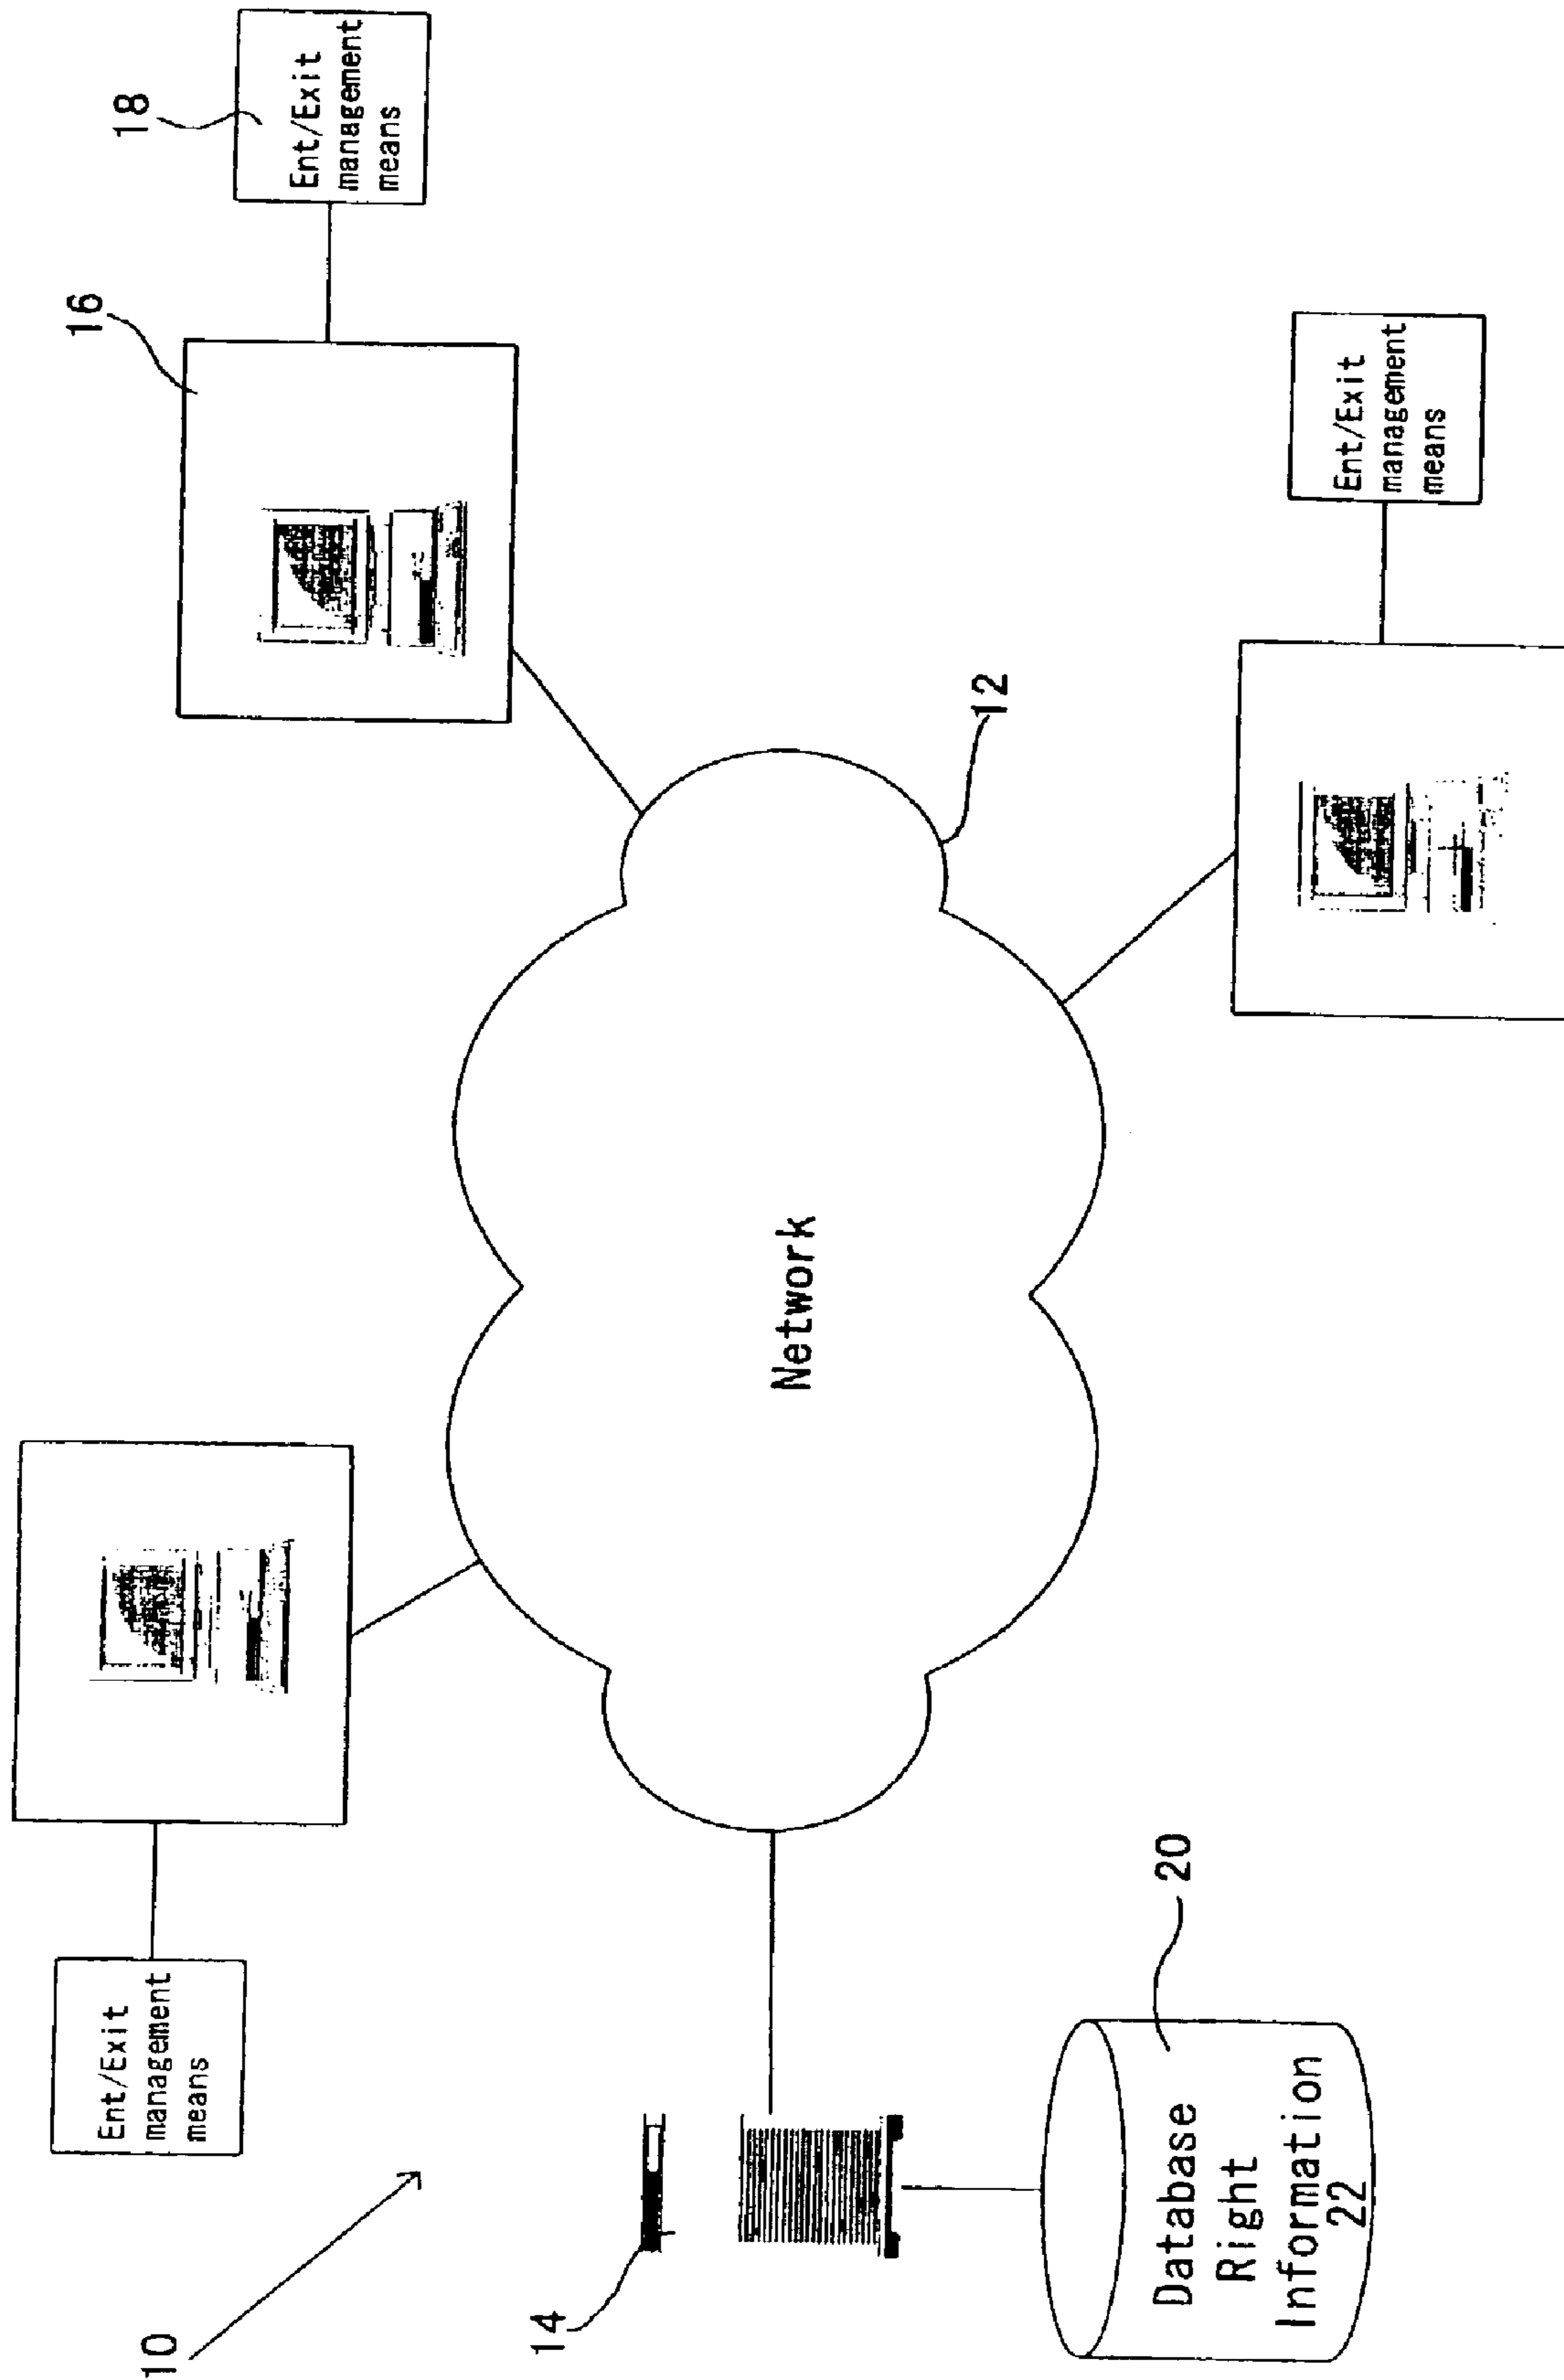 10
Ent/Exit
management
means
16
18
Ent/Exit
management
means
Network
12
14
Database
Right
Information
22
20
Ent/Exit
management
means